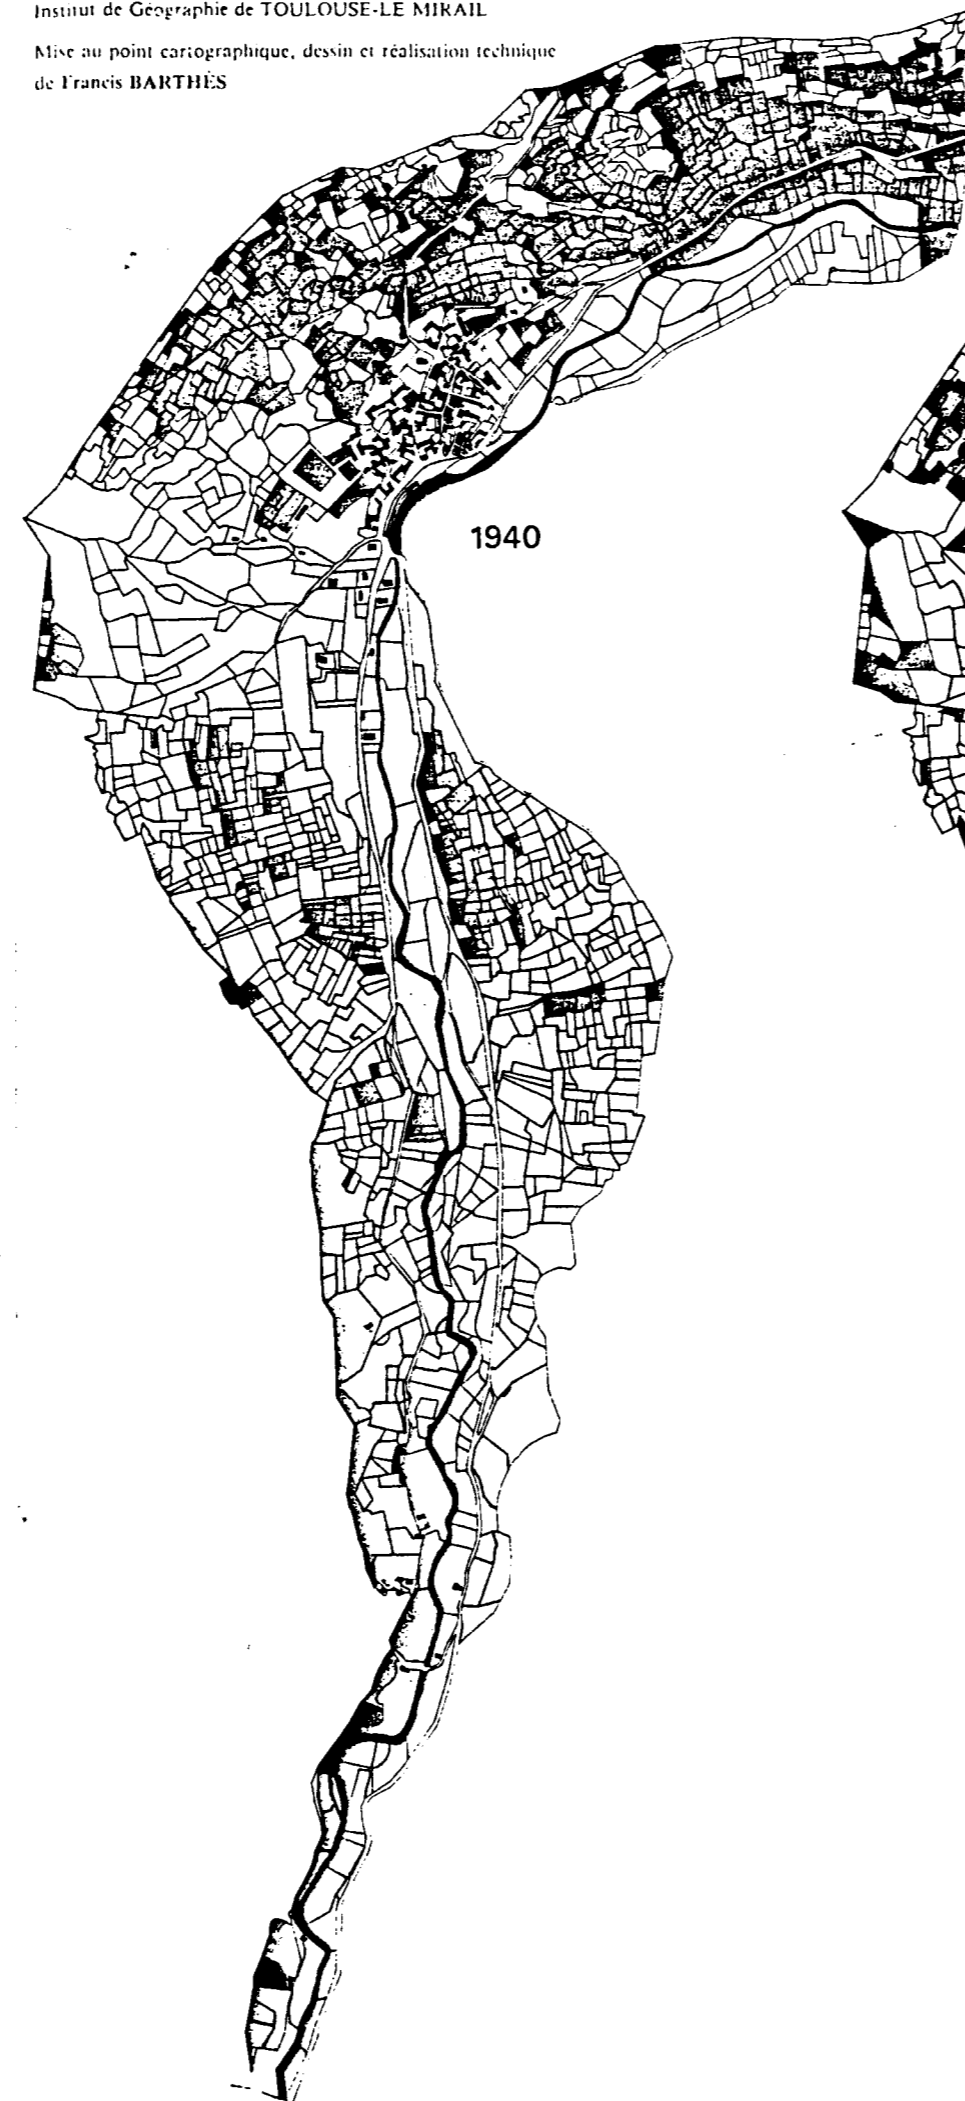 Institut de Géographie de TOULOUSE-LE MIRAIL
Mise au point cartographique, dessin et réalisation technique
de Francis BARTHÈS
1940